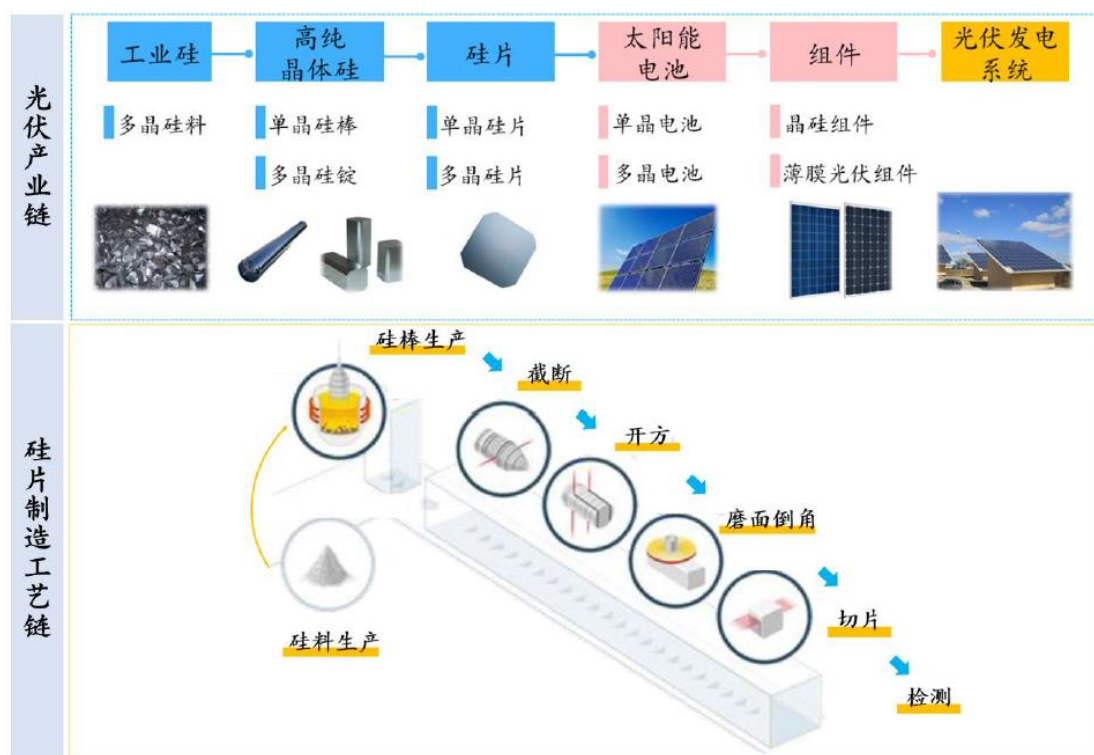 光伏产业链
工业硅
高纯
晶体硅
硅片
太阳能
电池
组件
光伏发电
系统
多晶硅料
单晶硅棒
单晶硅片
单晶电池
晶硅组件
多晶硅锭
多晶硅片
多晶电池
薄膜光伏组件
硅片制造工艺链
硅棒生产
截断
开方
磨面倒角
切片
检测
硅料生产